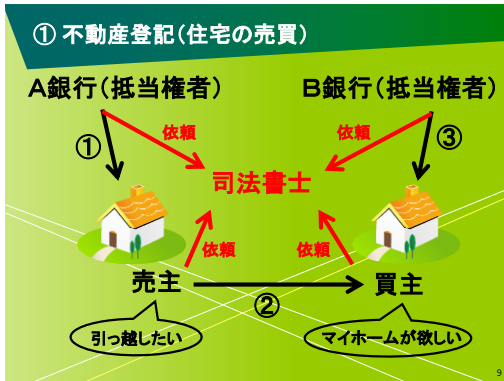 ① 不動産登記（住宅の売買）
A銀行（抵当権者）
B銀行（抵当権者）
①
依頼
依頼
③
司法書士
依頼
依頼
売主
②
買主
引っ越したい
マイホームが欲しい
9